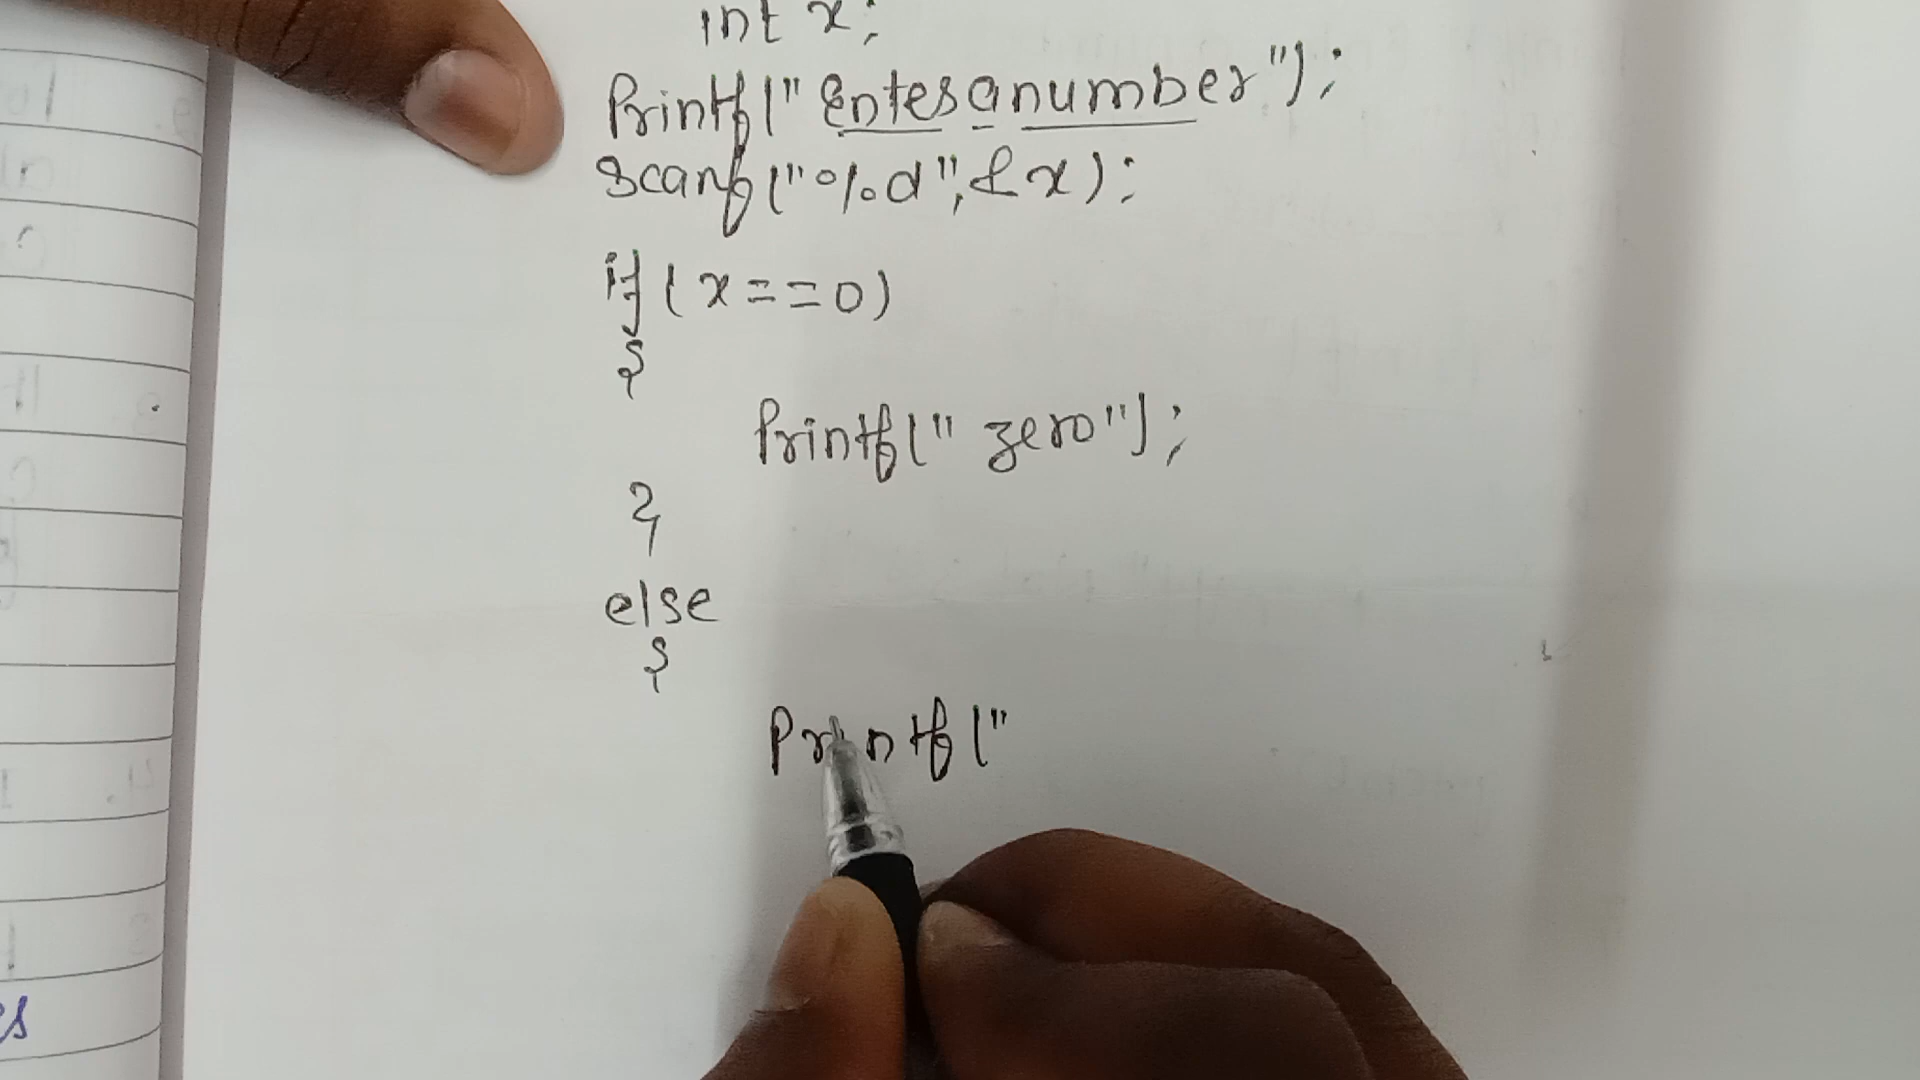 int x;
Printf("Enter a number");
Scanf("%d",&x);
if(x==0)
{
Printf("zero");
}
else
{
Printf("